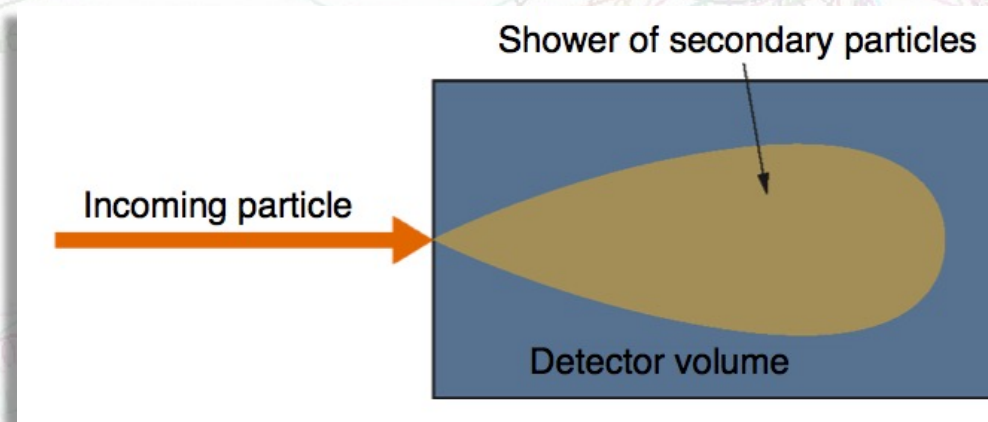 Shower of secondary particles
Incoming particle
Detector volume